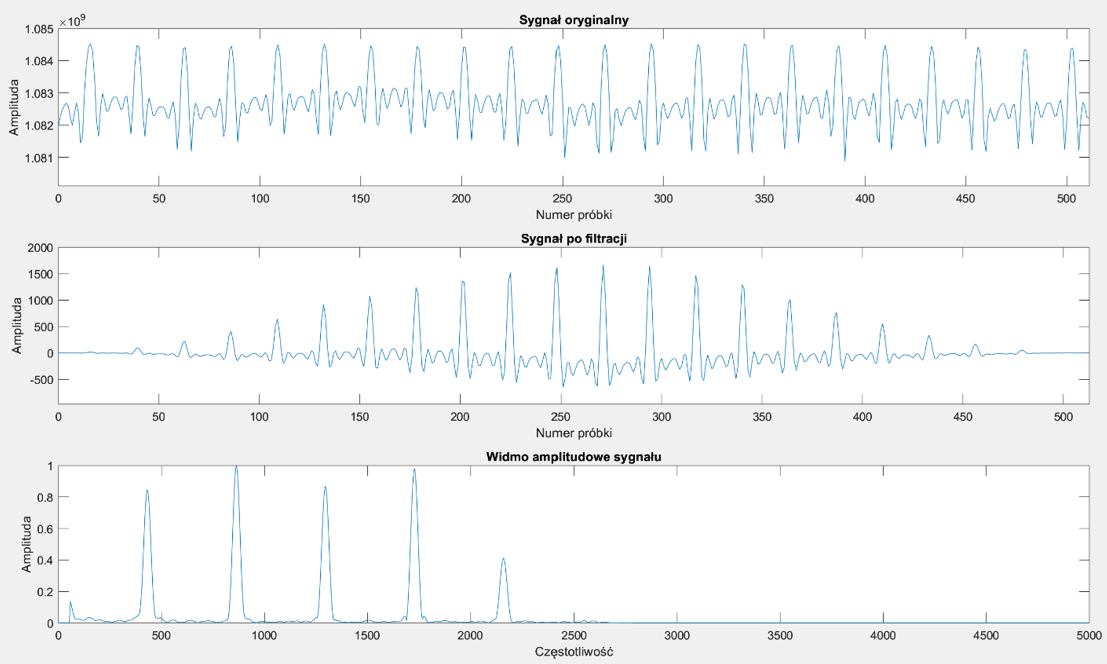 Sygnał oryginalny
×10⁹
1.085
1.084
1.083
1.082
1.081
Amplituda
0 50 100 150 200 250 300 350 400 450 500
Numer próbki
Sygnał po filtracji
2000
1500
1000
500
0
-500
Amplituda
0 50 100 150 200 250 300 350 400 450 500
Numer próbki
Widmo amplitudowe sygnału
1
0.8
0.6
0.4
0.2
0
Amplituda
0 500 1000 1500 2000 2500 3000 3500 4000 4500 5000
Częstotliwość